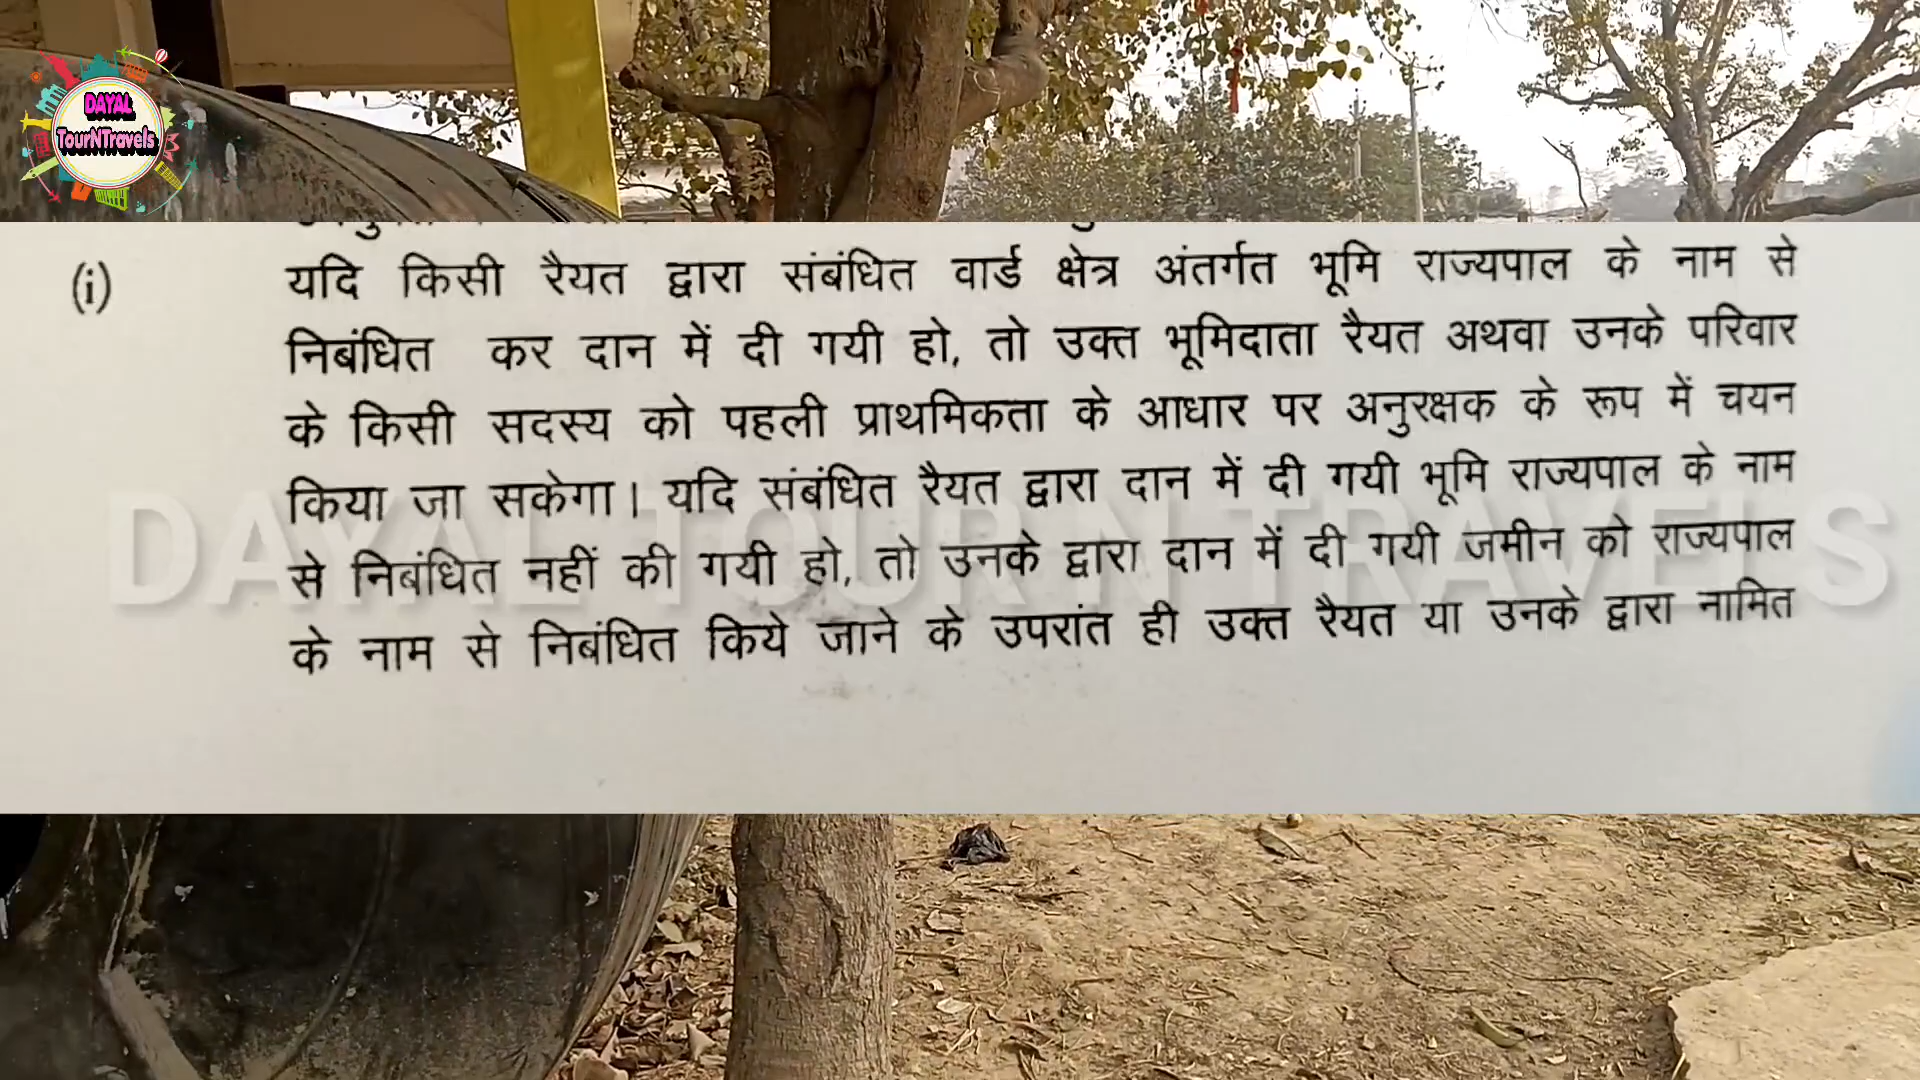 DAYAL
TourNTravels
(i) यदि किसी रैयत द्वारा संबंधित वार्ड क्षेत्र अंतर्गत भूमि राज्यपाल के नाम से
निबंधित कर दान में दी गयी हो, तो उक्त भूमिदाता रैयत अथवा उनके परिवार
के किसी सदस्य को पहली प्राथमिकता के आधार पर अनुरक्षक के रूप में चयन
किया जा सकेगा। यदि संबंधित रैयत द्वारा दान में दी गयी भूमि राज्यपाल के नाम
से निबंधित नहीं की गयी हो, तो उनके द्वारा दान में दी गयी जमीन को राज्यपाल
के नाम से निबंधित किये जाने के उपरांत ही उक्त रैयत या उनके द्वारा नामित
DAYAL TOUR N TRAVELS